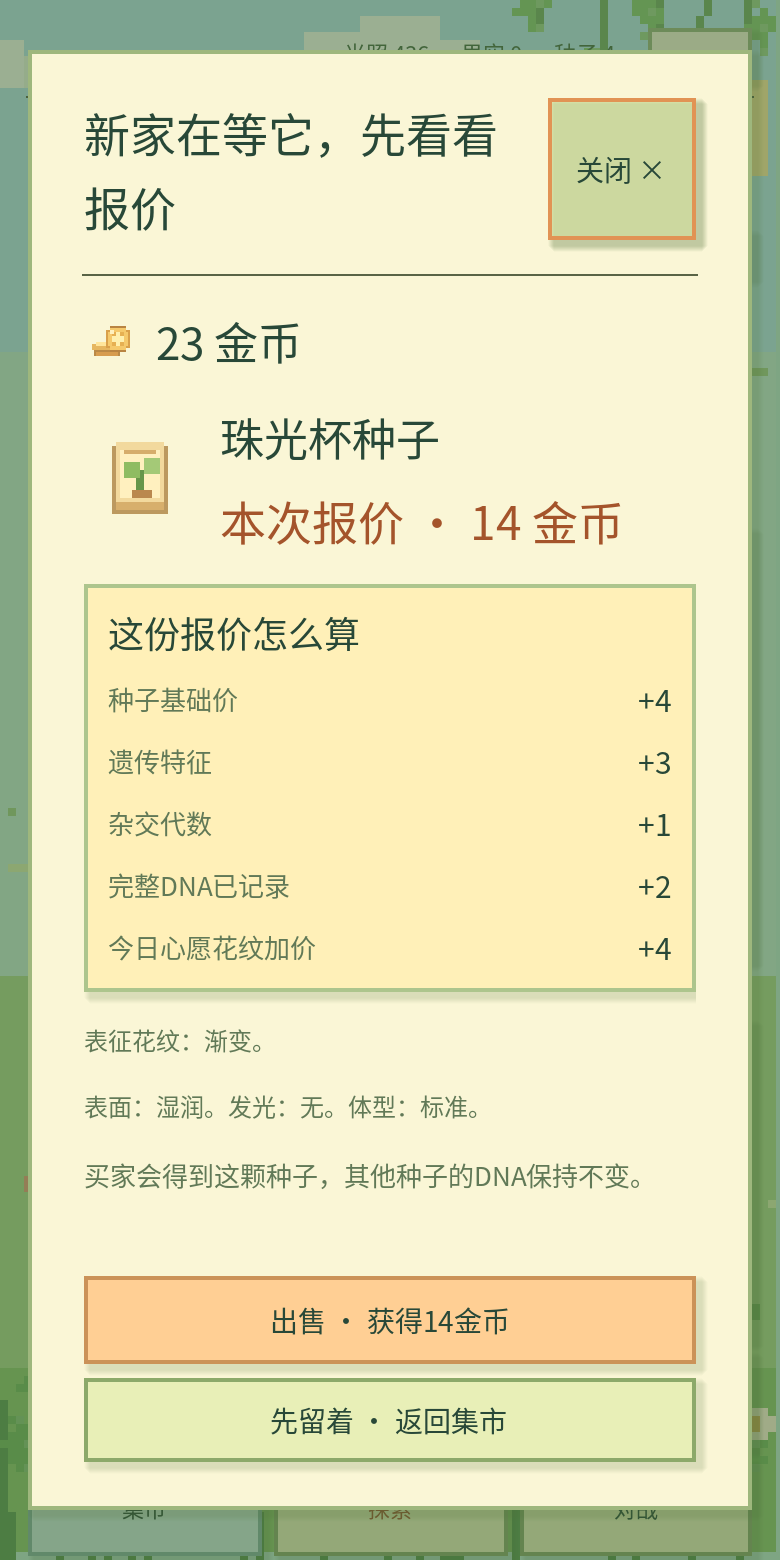 新家在等它，先看看
报价
关闭 ×
23 金币
珠光杯种子
本次报价 · 14 金币
这份报价怎么算
种子基础价 +4
遗传特征 +3
杂交代数 +1
完整DNA已记录 +2
今日心愿花纹加价 +4
表征花纹：渐变。
表面：湿润。发光：无。体型：标准。
买家会得到这颗种子，其他种子的DNA保持不变。
出售 · 获得14金币
先留着 · 返回集市
集市
探索
对战